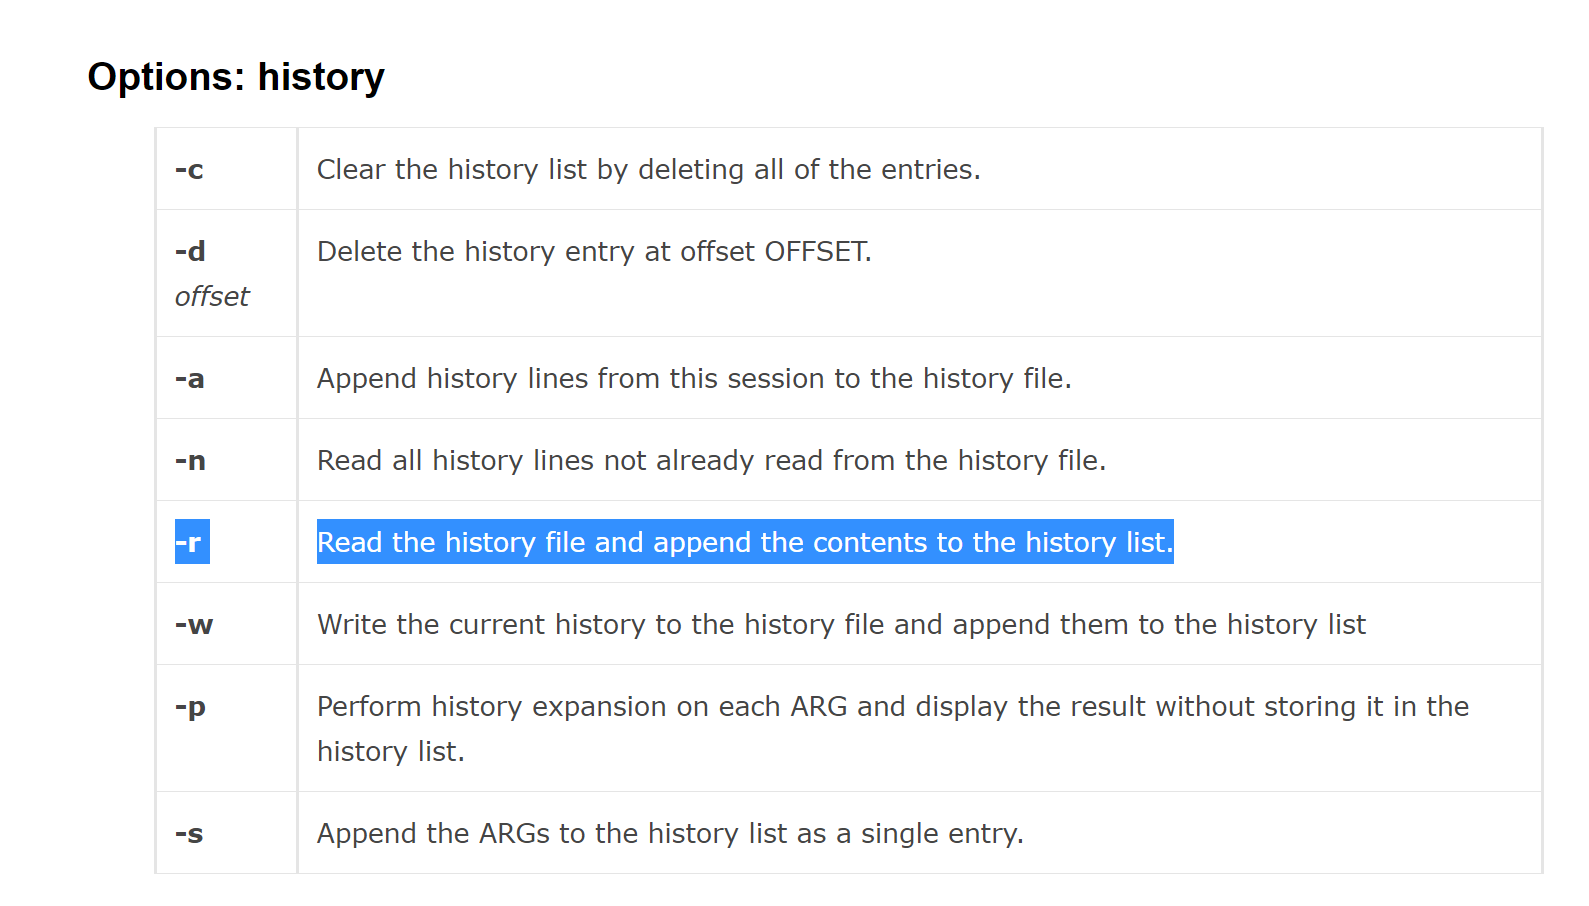 Options: history
-c Clear the history list by deleting all of the entries.
-d Delete the history entry at offset OFFSET.
offset
-a Append history lines from this session to the history file.
-n Read all history lines not already read from the history file.
-r Read the history file and append the contents to the history list.
-w Write the current history to the history file and append them to the history list
-p Perform history expansion on each ARG and display the result without storing it in the
history list.
-s Append the ARGs to the history list as a single entry.